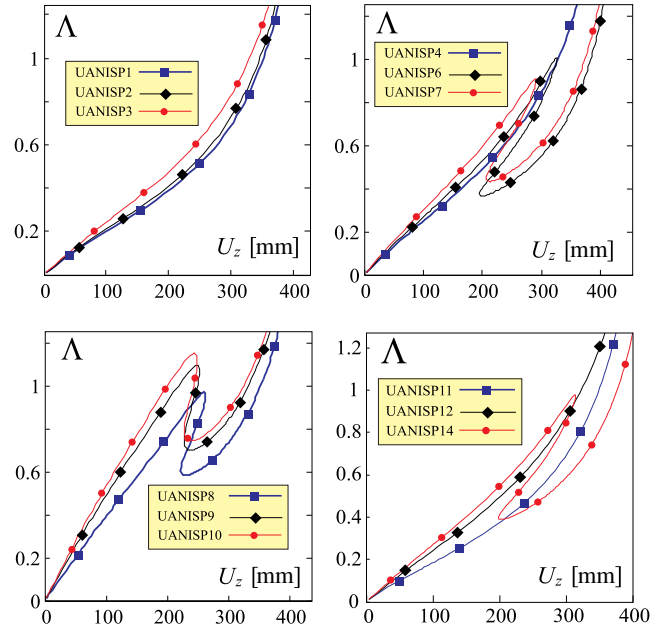 Λ
1
0.6
0.2
0
UANISP1
UANISP2
UANISP3
U_z [mm]
0 100 200 300 400
Λ
1
0.6
0.2
0
UANISP4
UANISP6
UANISP7
U_z [mm]
0 100 200 300 400
Λ
1
0.6
0.2
0
UANISP8
UANISP9
UANISP10
U_z [mm]
0 100 200 300 400
Λ
1.2
1
0.8
0.6
0.4
0.2
0
UANISP11
UANISP12
UANISP14
U_z [mm]
0 100 200 300 400